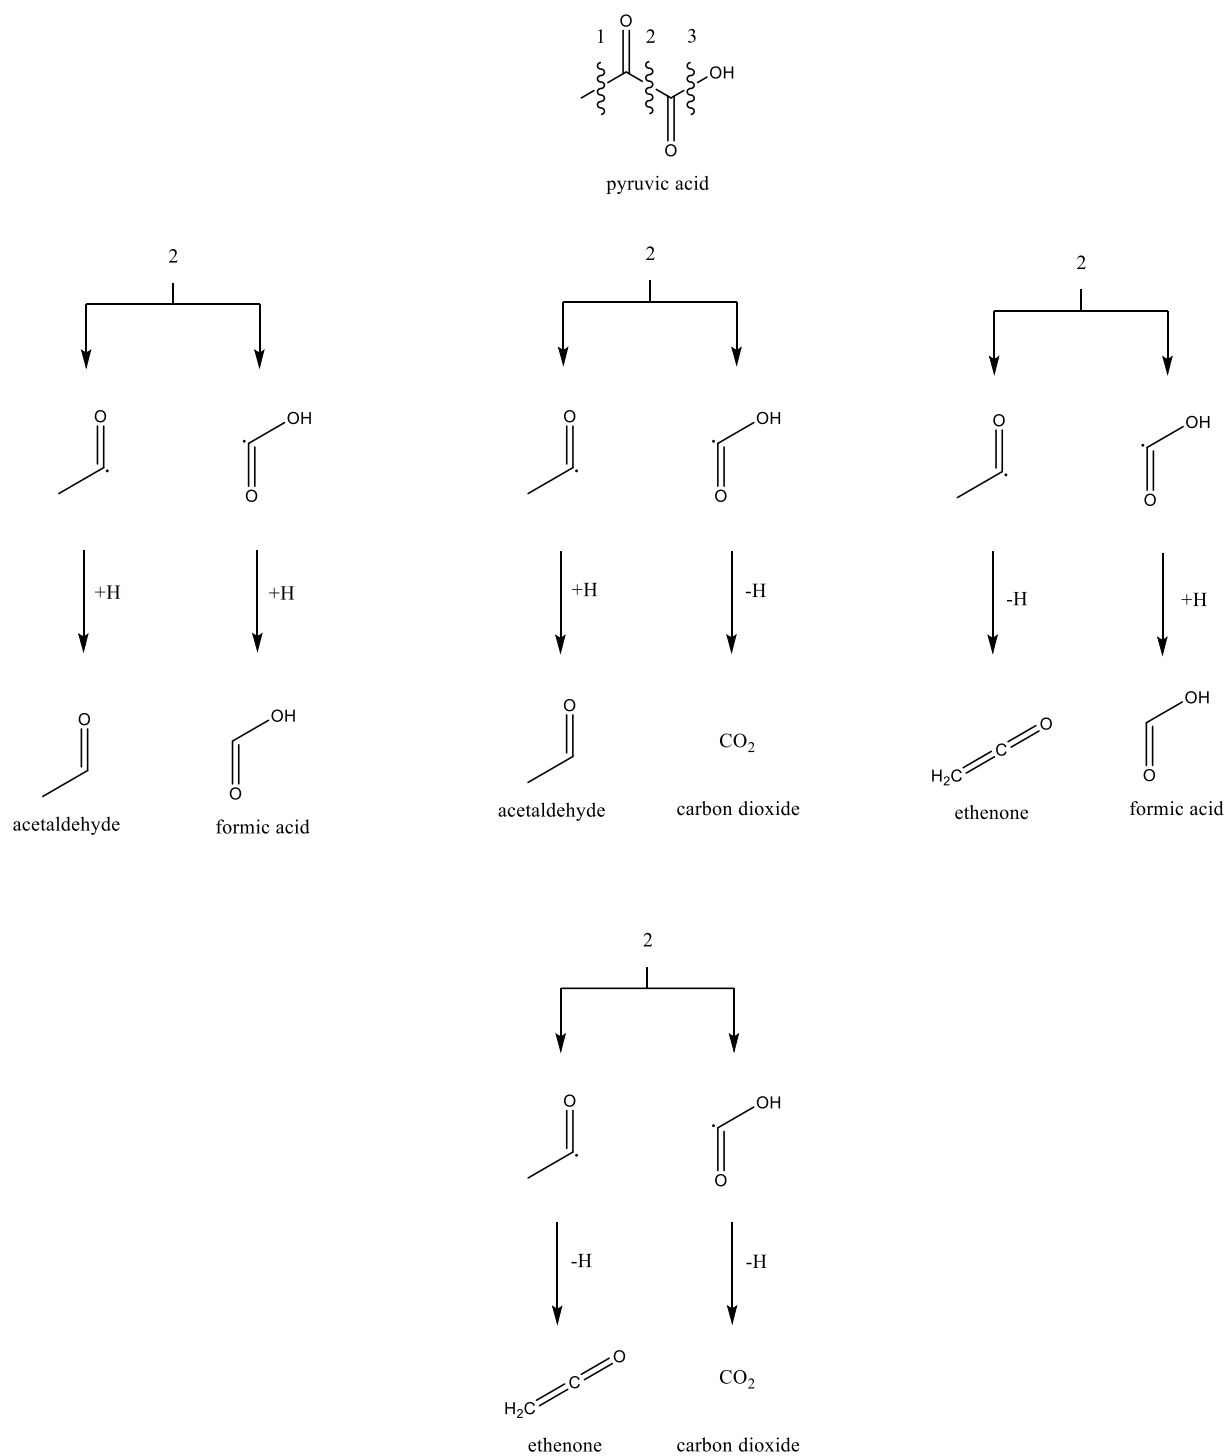 O
1 2 3
OH
O
pyruvic acid
2 2 2
O OH O OH O OH
O O O
+H +H +H -H -H +H
O OH O OH
O CO2 H2C C O O
acetaldehyde formic acid acetaldehyde carbon dioxide ethenone formic acid
2
O OH
O
-H -H
H2C C O CO2
ethenone carbon dioxide